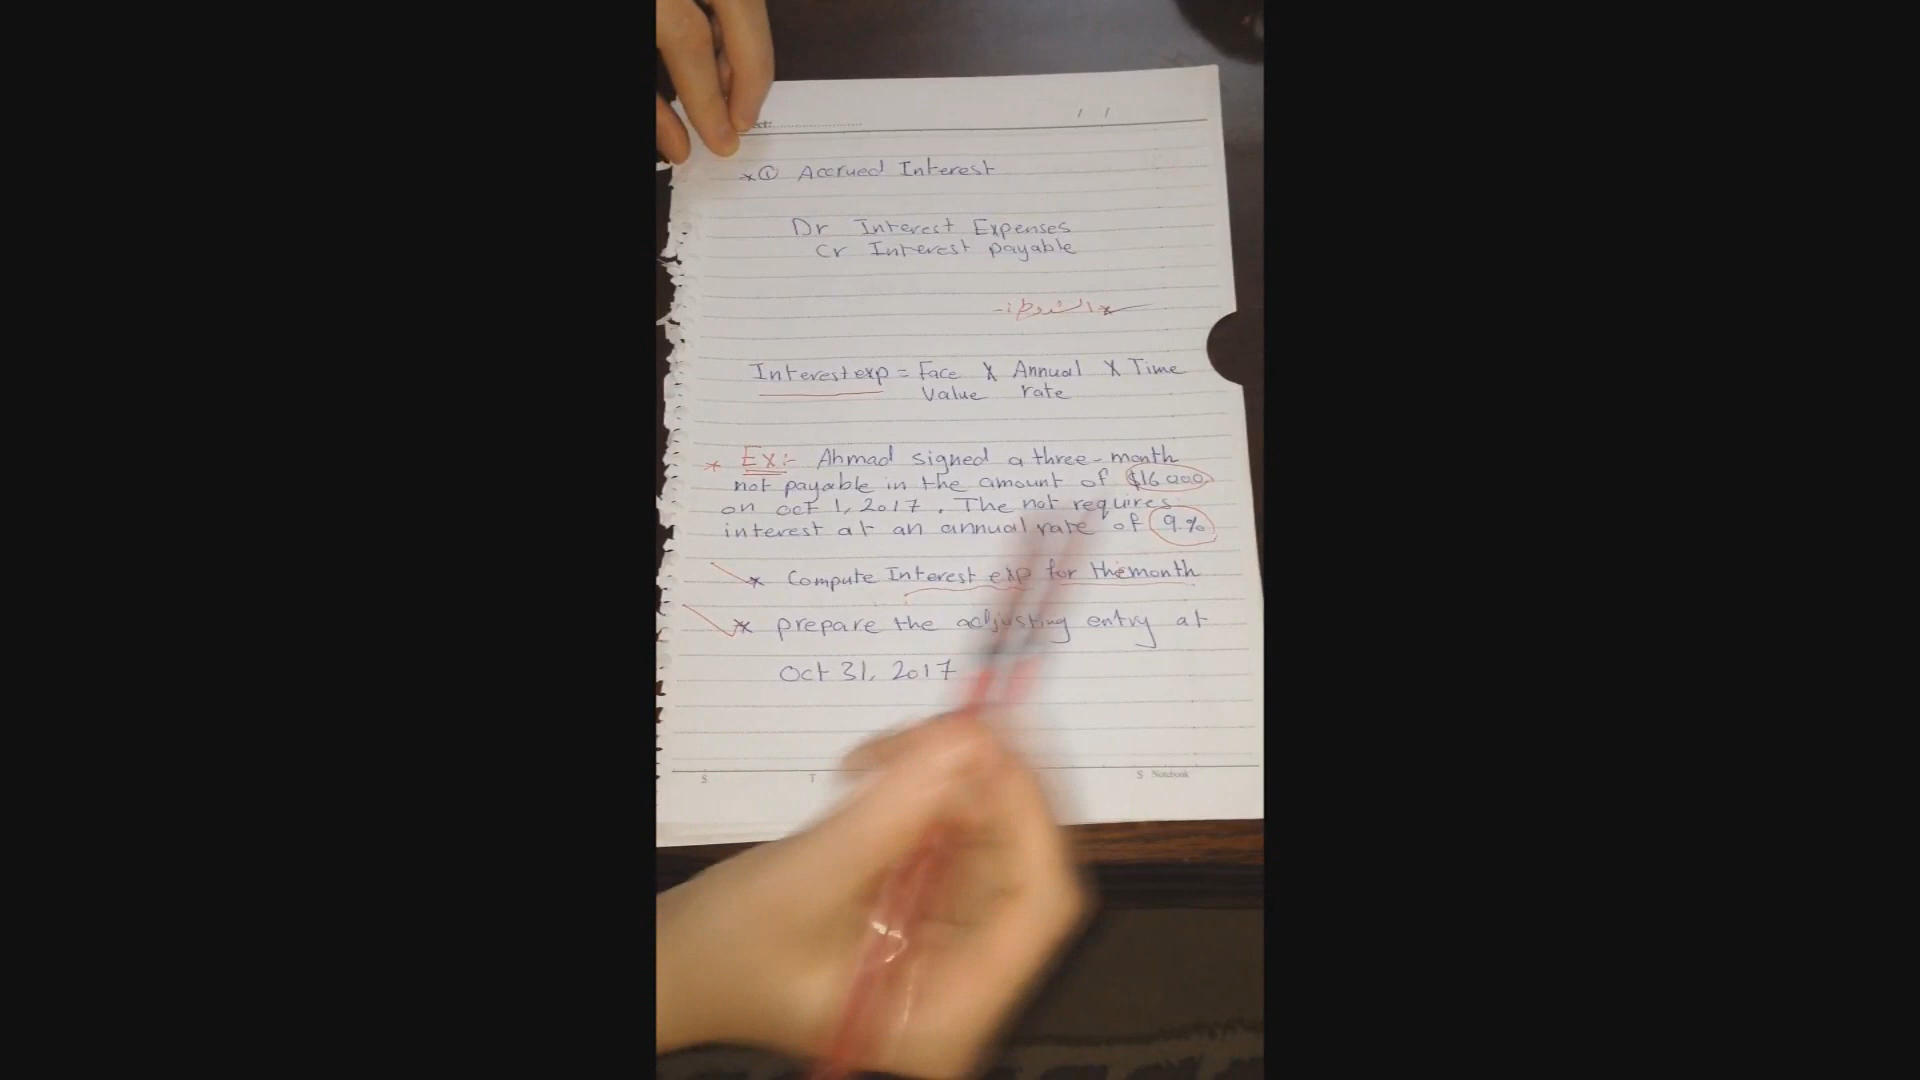 / /
* ① Accrued Interest
Dr Interest Expenses
Cr Interest payable
* الشروط :-
Interest exp = Face X Annual X Time
Value rate
* Ex:- Ahmad signed a three-month
not payable in the amount of $16000
on oct 1, 2017. The not requires
interest at an annual rate of 9%
* Compute Interest exp for the month
* prepare the adjusting entry at
Oct 31, 2017
S T S Notebook